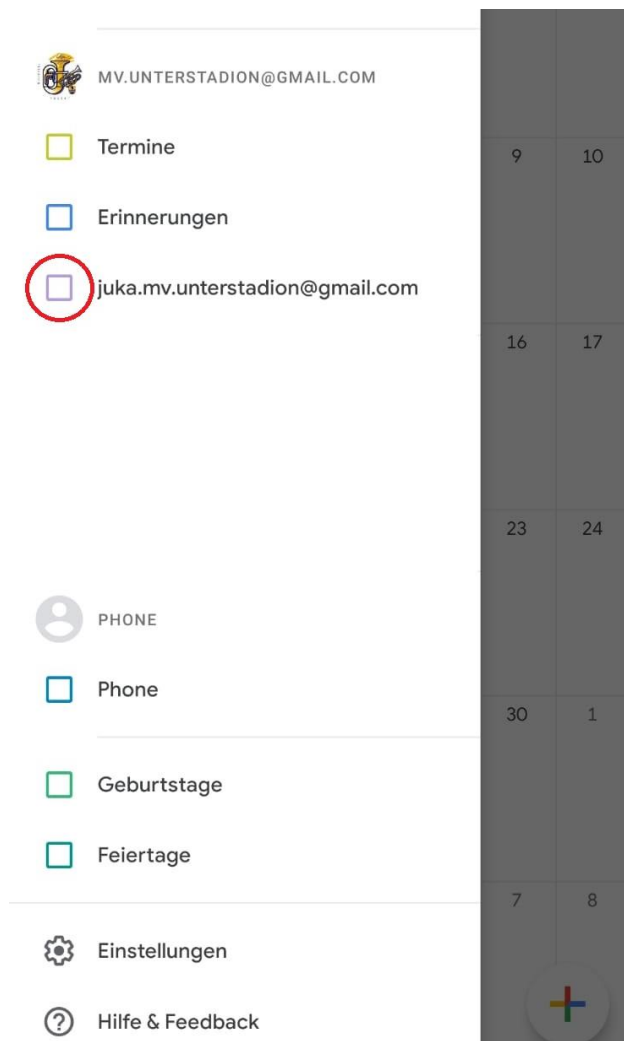 MV.UNTERSTADION@GMAIL.COM
Termine
9 10
Erinnerungen
juka.mv.unterstadion@gmail.com
16 17
23 24
PHONE
Phone
30 1
Geburtstage
Feiertage
7 8
Einstellungen
Hilfe & Feedback